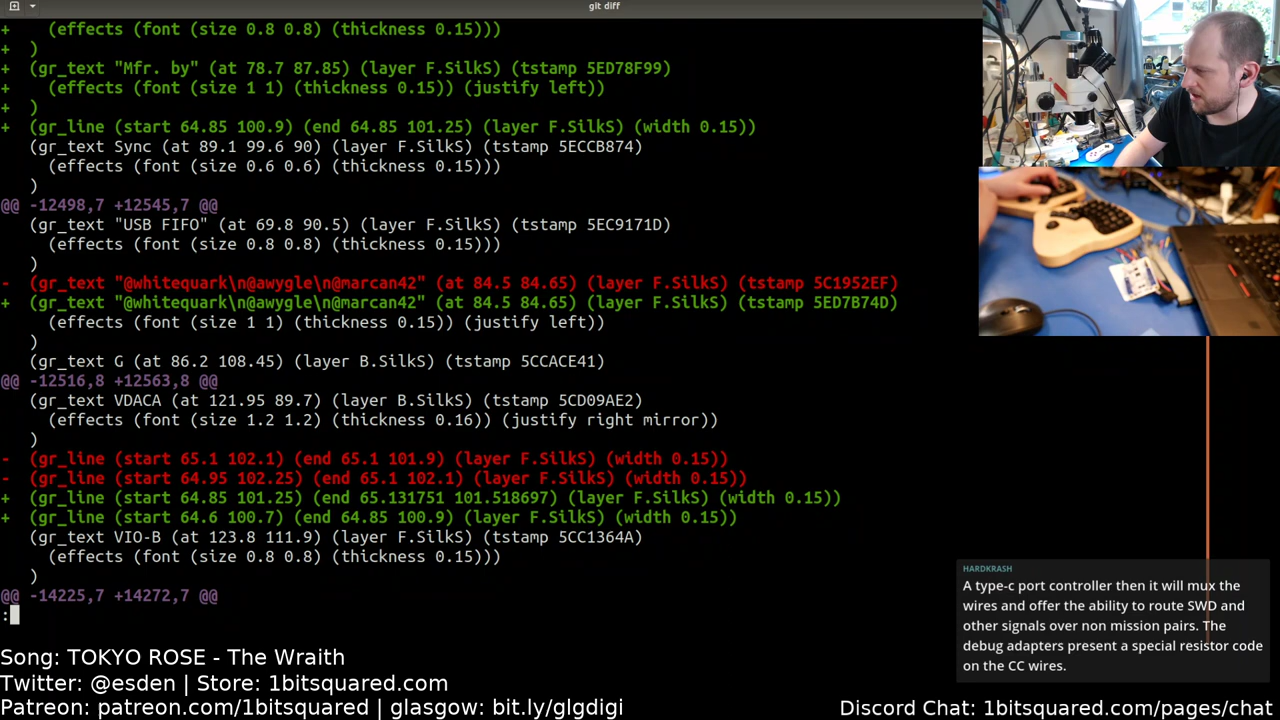 git diff
+    (effects (font (size 0.8 0.8) (thickness 0.15)))
+  )
+  (gr_text "Mfr. by" (at 78.7 87.85) (layer F.SilkS) (tstamp 5ED78F99)
+    (effects (font (size 1 1) (thickness 0.15)) (justify left))
+  )
+  (gr_line (start 64.85 100.9) (end 64.85 101.25) (layer F.SilkS) (width 0.15))
   (gr_text Sync (at 89.1 99.6 90) (layer F.SilkS) (tstamp 5ECCB874)
     (effects (font (size 0.6 0.6) (thickness 0.15)))
   )
@@ -12498,7 +12545,7 @@
   (gr_text "USB FIFO" (at 69.8 90.5) (layer F.SilkS) (tstamp 5EC9171D)
     (effects (font (size 0.8 0.8) (thickness 0.15)))
   )
-  (gr_text "@whitequark\n@awygle\n@marcan42" (at 84.5 84.65) (layer F.SilkS) (tstamp 5C1952EF)
+  (gr_text "@whitequark\n@awygle\n@marcan42" (at 84.5 84.65) (layer F.SilkS) (tstamp 5ED7B74D)
     (effects (font (size 1 1) (thickness 0.15)) (justify left))
   )
   (gr_text G (at 86.2 108.45) (layer B.SilkS) (tstamp 5CCACE41)
@@ -12516,8 +12563,8 @@
   (gr_text VDACA (at 121.95 89.7) (layer B.SilkS) (tstamp 5CD09AE2)
     (effects (font (size 1.2 1.2) (thickness 0.16)) (justify right mirror))
   )
-  (gr_line (start 65.1 102.1) (end 65.1 101.9) (layer F.SilkS) (width 0.15))
-  (gr_line (start 64.95 102.25) (end 65.1 102.1) (layer F.SilkS) (width 0.15))
+  (gr_line (start 64.85 101.25) (end 65.131751 101.518697) (layer F.SilkS) (width 0.15))
+  (gr_line (start 64.6 100.7) (end 64.85 100.9) (layer F.SilkS) (width 0.15))
   (gr_text VIO-B (at 123.8 111.9) (layer F.SilkS) (tstamp 5CC1364A)
     (effects (font (size 0.8 0.8) (thickness 0.15)))
   )
@@ -14225,7 +14272,7 @@
:
HARDKRASH
A type-c port controller then it will mux the
wires and offer the ability to route SWD and
other signals over non mission pairs. The
debug adapters present a special resistor code
on the CC wires.
Song: TOKYO ROSE - The Wraith
Twitter: @esden | Store: 1bitsquared.com
Patreon: patreon.com/1bitsquared | glasgow: bit.ly/glgdigi
Discord Chat: 1bitsquared.com/pages/chat